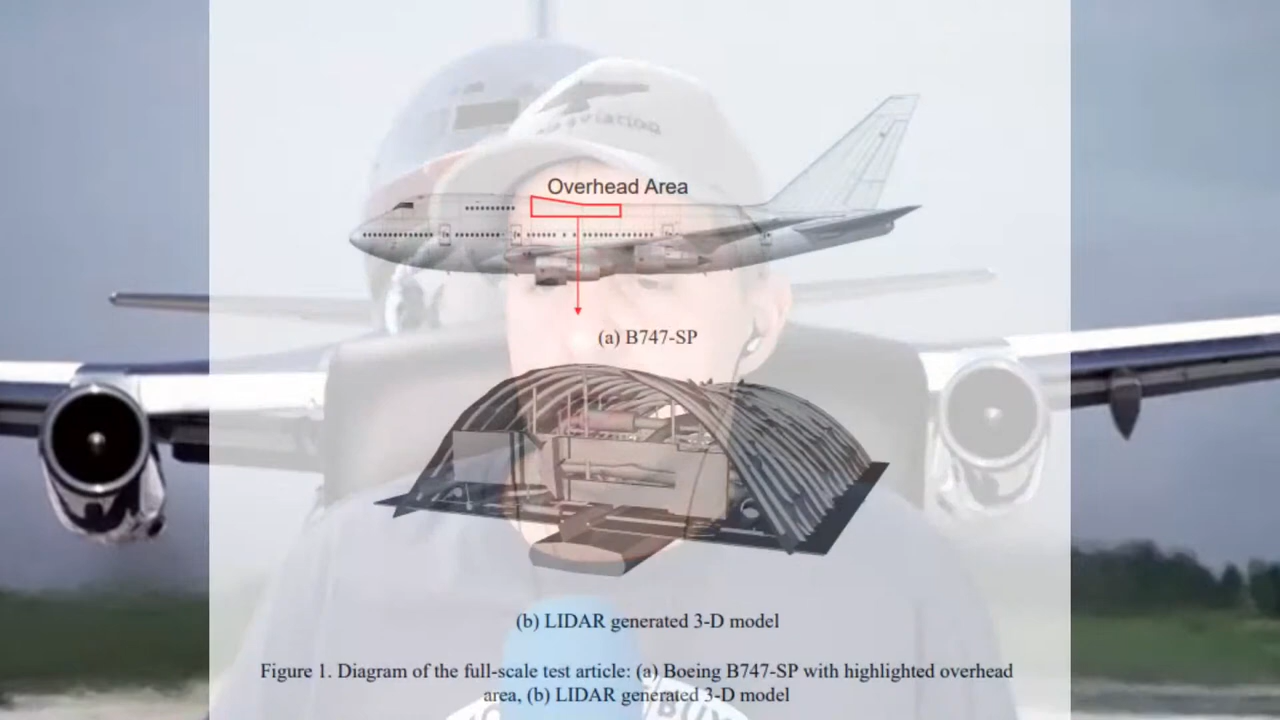 aviation
Overhead Area
(a) B747-SP
(b) LIDAR generated 3-D model
Figure 1. Diagram of the full-scale test article: (a) Boeing B747-SP with highlighted overhead
area, (b) LIDAR generated 3-D model